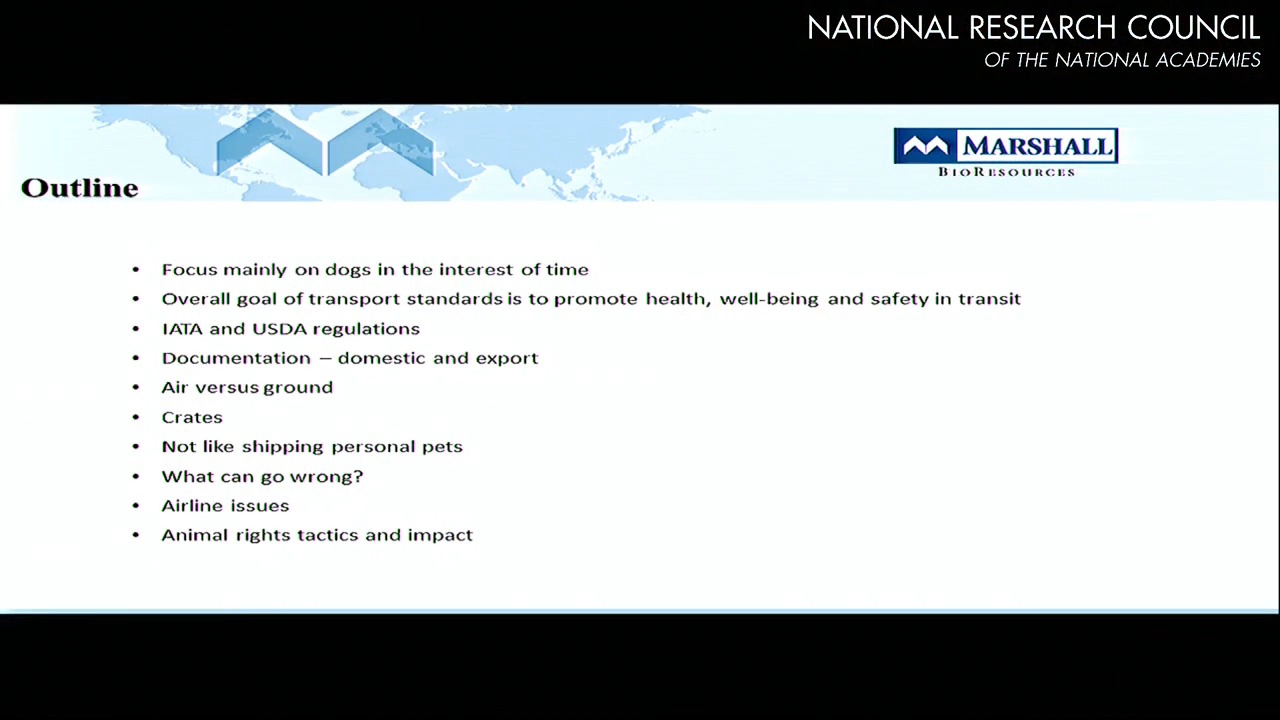 NATIONAL RESEARCH COUNCIL
OF THE NATIONAL ACADEMIES
MARSHALL
BIORESOURCES
Outline
• Focus mainly on dogs in the interest of time
• Overall goal of transport standards is to promote health, well-being and safety in transit
• IATA and USDA regulations
• Documentation – domestic and export
• Air versus ground
• Crates
• Not like shipping personal pets
• What can go wrong?
• Airline issues
• Animal rights tactics and impact